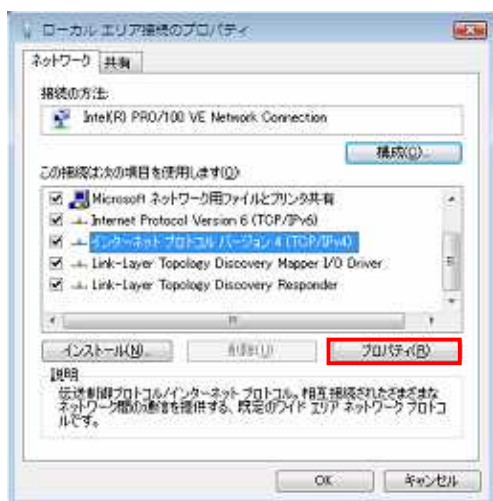 ローカル エリア接続のプロパティ
ネットワーク 共有
接続の方法:
Intel(R) PRO/100 VE Network Connection
構成(C)...
この接続は次の項目を使用します(O):
Microsoft ネットワーク用ファイルとプリンタ共有
Internet Protocol Version 6 (TCP/IPv6)
インターネット プロトコル バージョン 4 (TCP/IPv4)
Link-Layer Topology Discovery Mapper I/O Driver
Link-Layer Topology Discovery Responder
インストール(N)... 削除(U) プロパティ(R)
説明
伝送制御プロトコル/インターネット プロトコル。相互接続されたさまざまな
ネットワーク間の通信を提供する、既定のワイド エリア ネットワーク プロトコ
ルです。
OK キャンセル